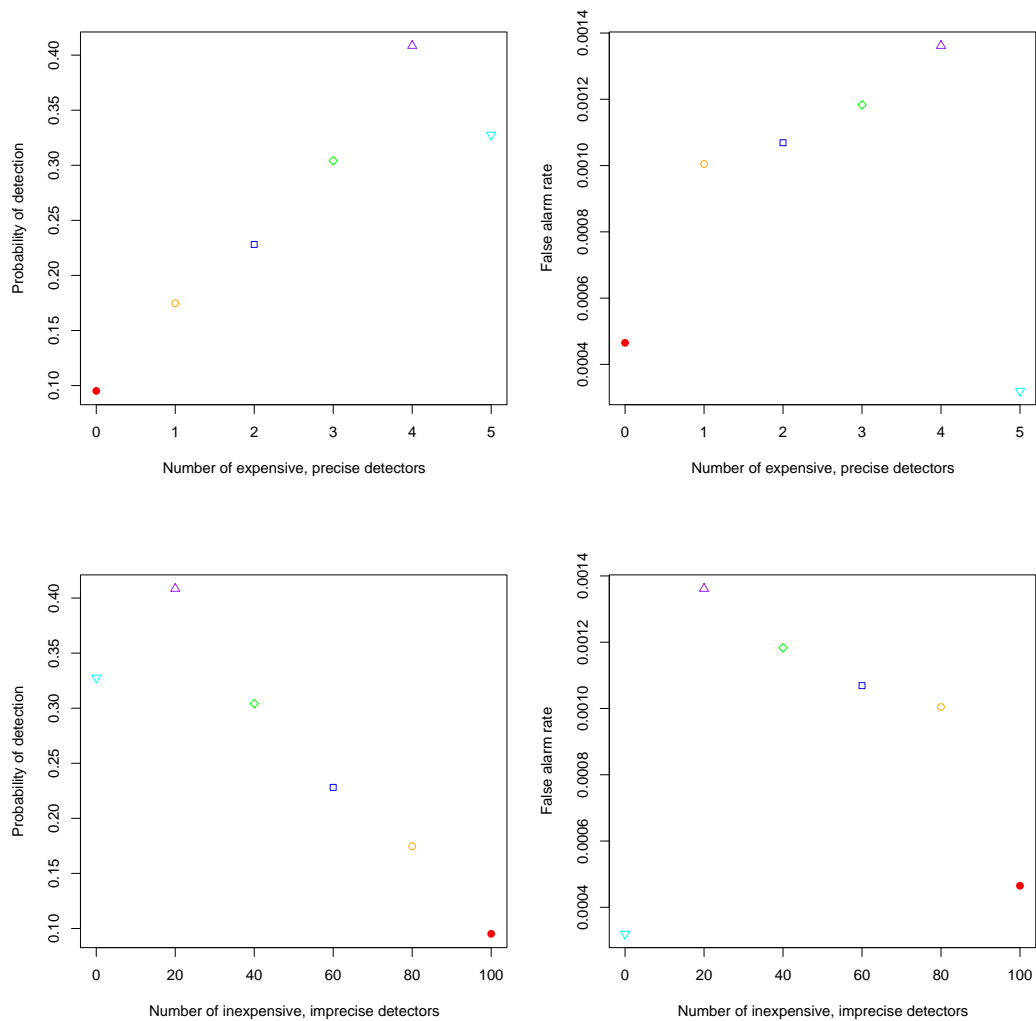 Probability of detection
0.10 0.15 0.20 0.25 0.30 0.35 0.40
0 1 2 3 4 5
Number of expensive, precise detectors
False alarm rate
0.0004 0.0006 0.0008 0.0010 0.0012 0.0014
0 1 2 3 4 5
Number of expensive, precise detectors
Probability of detection
0.10 0.15 0.20 0.25 0.30 0.35 0.40
0 20 40 60 80 100
Number of inexpensive, imprecise detectors
False alarm rate
0.0004 0.0006 0.0008 0.0010 0.0012 0.0014
0 20 40 60 80 100
Number of inexpensive, imprecise detectors